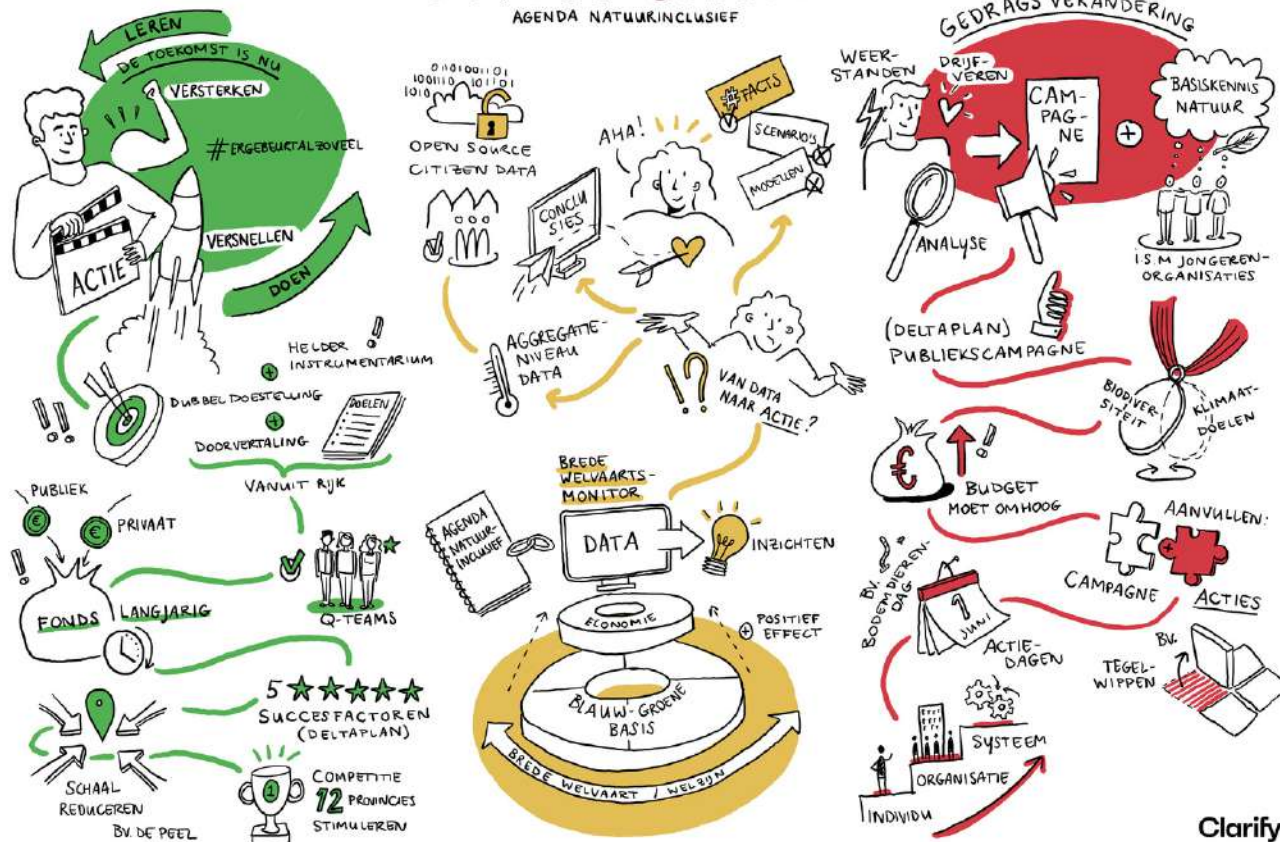 AGENDA NATUURINCLUSIEF
LEREN
DE TOEKOMST IS NU
VERSTERKEN
#ERGEBEURTALZOVEEL
VERSNELLEN
DOEN
ACTIE
HELDER
INSTRUMENTARIUM
DUBBEL DOESTELLING
DOORVERTALING
DOELEN
VANUIT RIJK
PUBLIEK
PRIVAAT
FONDS LANGJARIG
Q-TEAMS
5
SUCCESFACTOREN
(DELTAPLAN)
SCHAAL
REDUCEREN
BV. DE PEEL
1
COMPETITIE
12 PROVINCIES
STIMULEREN
0110100110
100110 101101
1010
OPEN SOURCE
CITIZEN DATA
AHA!
#FACTS
SCENARIO'S
MODELLEN
CONCLU
SIES
AGGREGATIE-
NIVEAU
DATA
!?
VAN DATA
NAAR ACTIE?
BREDE
WELVAARTS-
MONITOR
AGENDA
NATUUR-
INCLUSIEF
DATA
INZICHTEN
ECONOMIE
+ POSITIEF
EFFECT
BLAUW-GROENE
BASIS
BREDE WELVAART / WELZIJN
GEDRAGSVERANDERING
WEER-
STANDEN
DRIJF-
VEREN
CAM-
PAG-
NE
BASISKENNIS
NATUUR
ANALYSE
I.S.M JONGEREN-
ORGANISATIES
(DELTAPLAN)
PUBLIEKSCAMPAGNE
BIODIVER-
SITEIT
KLIMAAT-
DOELEN
€
BUDGET
MOET OMHOOG
AANVULLEN:
CAMPAGNE
ACTIES
BV.
BODEMDIEREN-
DAG
1
JUNI
ACTIE-
DAGEN
BV.
TEGEL-
WIPPEN
SYSTEEM
ORGANISATIE
INDIVIDU
Clarify